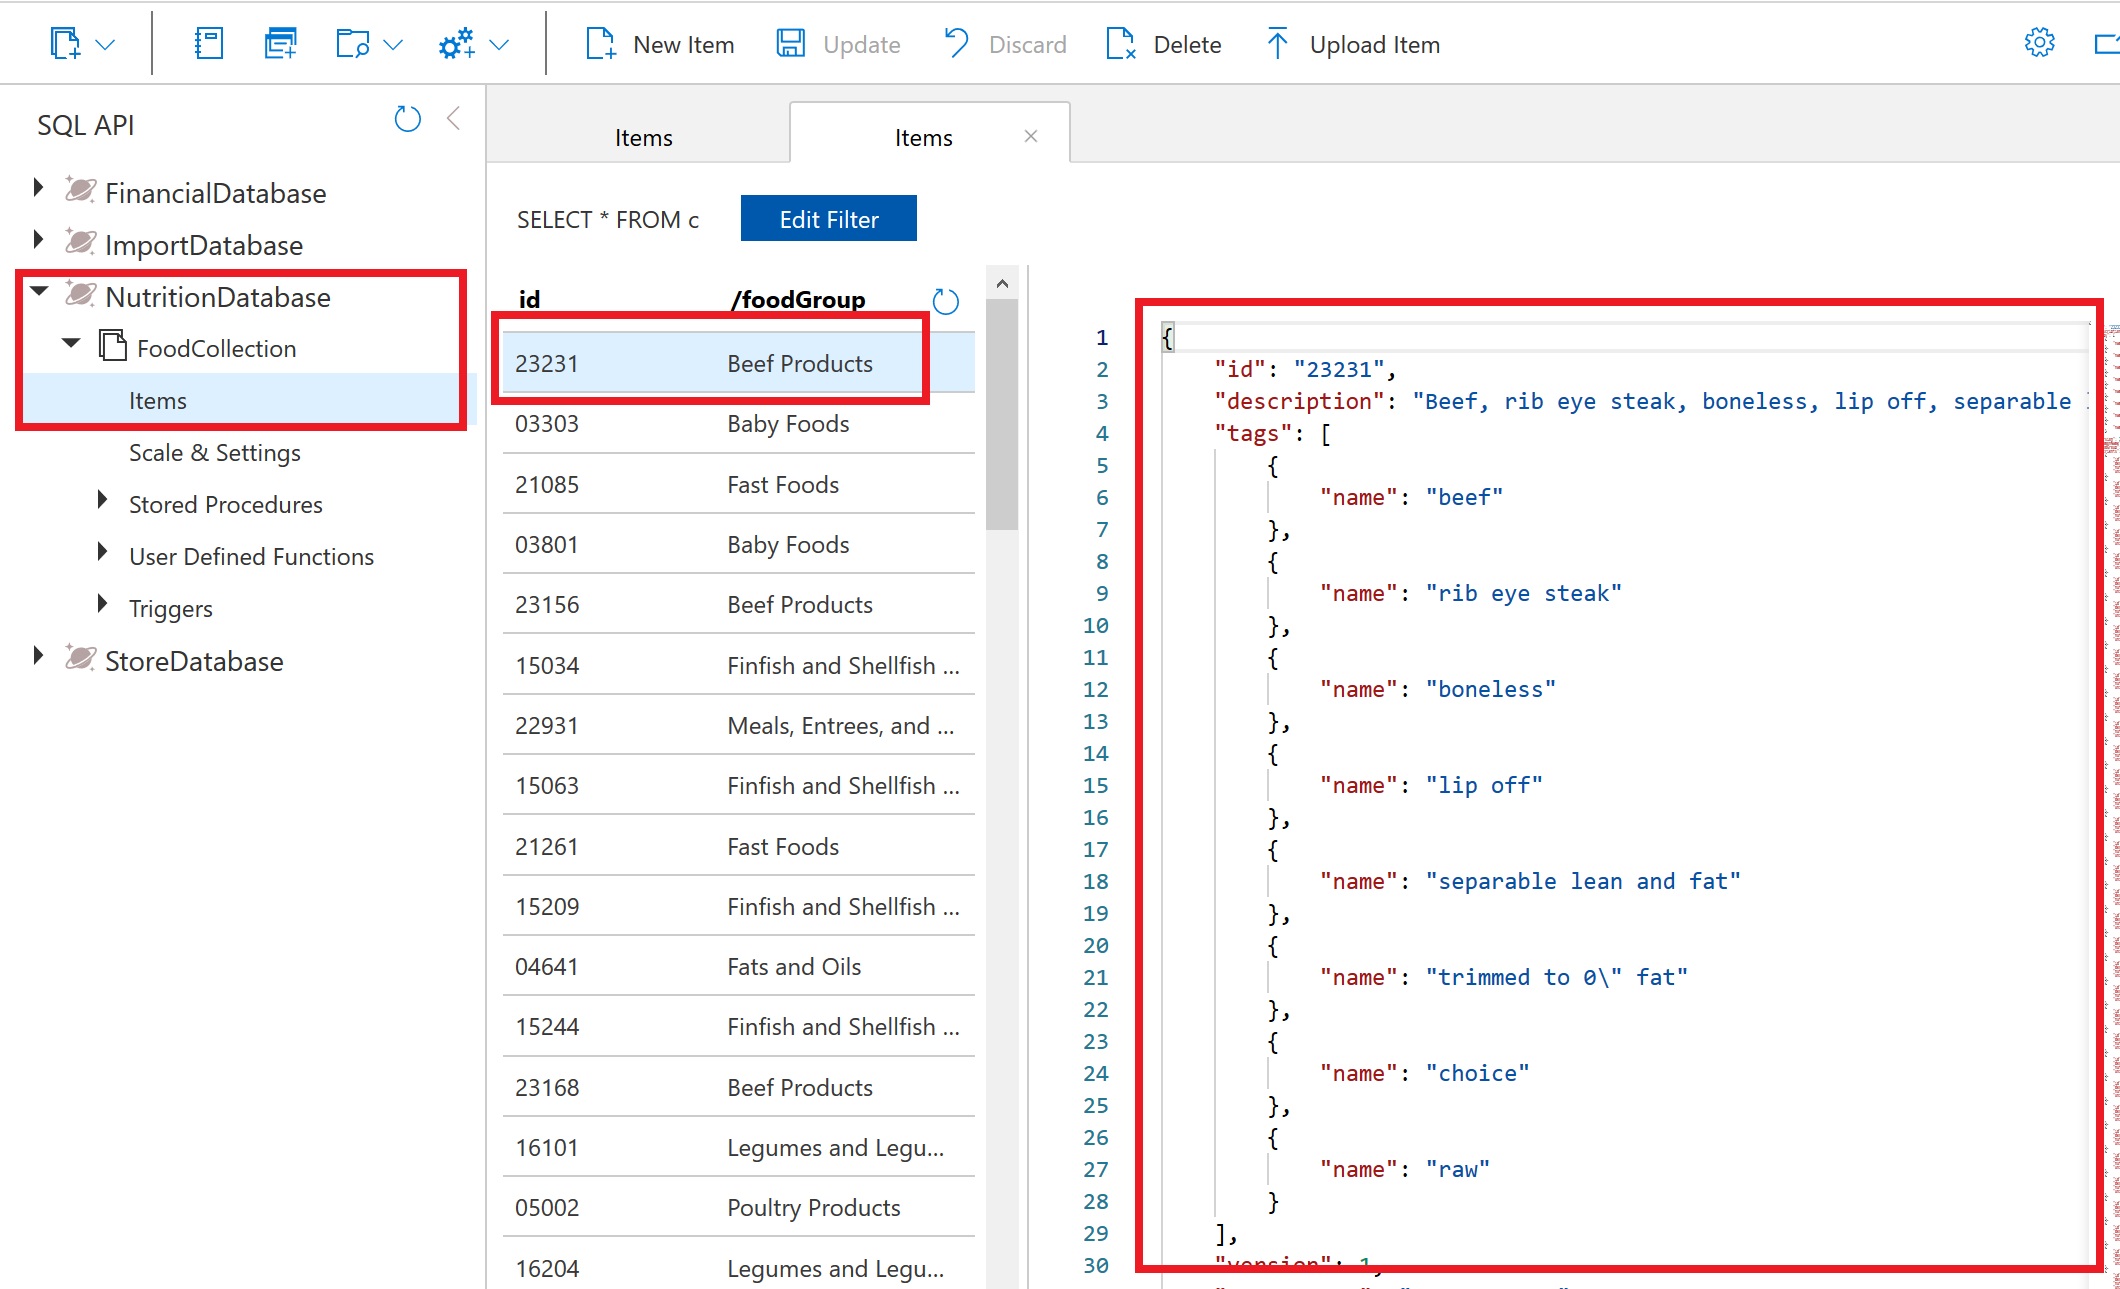 New Item Update Discard Delete Upload Item
SQL API
FinancialDatabase
ImportDatabase
NutritionDatabase
FoodCollection
Items
Scale & Settings
Stored Procedures
User Defined Functions
Triggers
StoreDatabase
Items Items
SELECT * FROM c Edit Filter
id /foodGroup
23231 Beef Products
03303 Baby Foods
21085 Fast Foods
03801 Baby Foods
23156 Beef Products
15034 Finfish and Shellfish ...
22931 Meals, Entrees, and ...
15063 Finfish and Shellfish ...
21261 Fast Foods
15209 Finfish and Shellfish ...
04641 Fats and Oils
15244 Finfish and Shellfish ...
23168 Beef Products
16101 Legumes and Legu...
05002 Poultry Products
16204 Legumes and Legu...
1 {
2 "id": "23231",
3 "description": "Beef, rib eye steak, boneless, lip off, separable
4 "tags": [
5 {
6 "name": "beef"
7 },
8 {
9 "name": "rib eye steak"
10 },
11 {
12 "name": "boneless"
13 },
14 {
15 "name": "lip off"
16 },
17 {
18 "name": "separable lean and fat"
19 },
20 {
21 "name": "trimmed to 0\" fat"
22 },
23 {
24 "name": "choice"
25 },
26 {
27 "name": "raw"
28 }
29 ],
30 "version": 1,